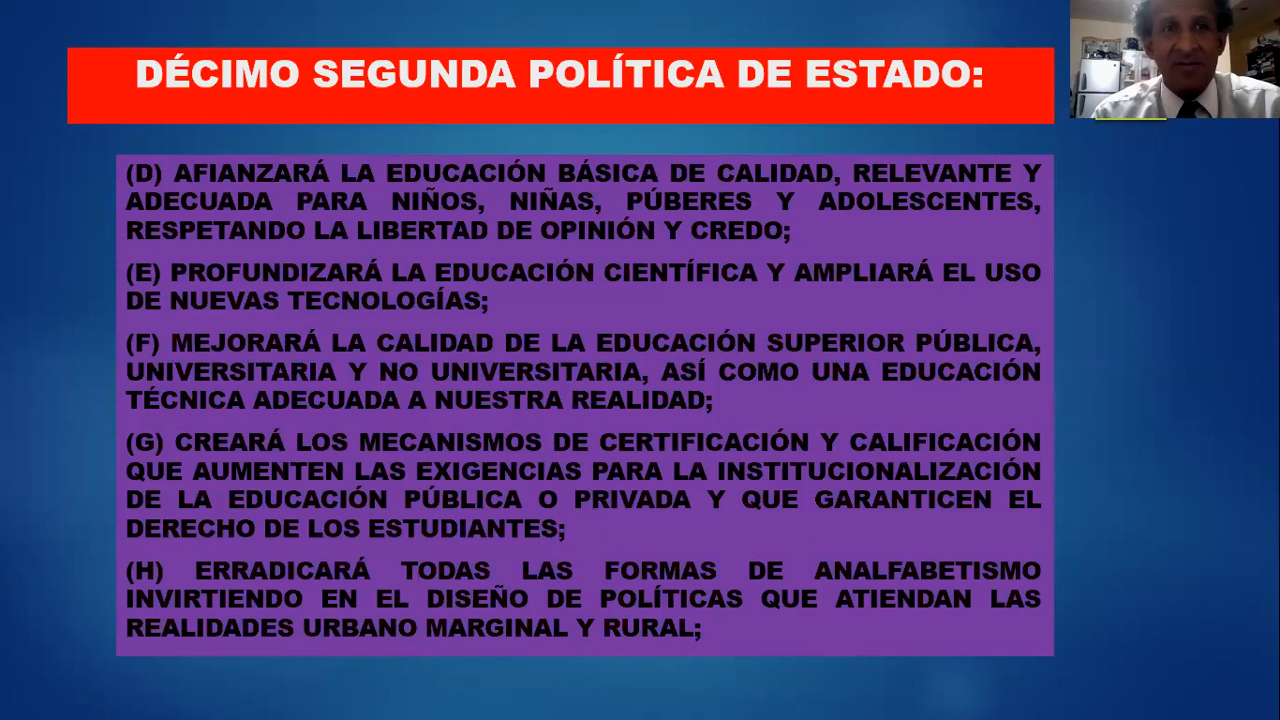 DÉCIMO SEGUNDA POLÍTICA DE ESTADO:
(D) AFIANZARÁ LA EDUCACIÓN BÁSICA DE CALIDAD, RELEVANTE Y
ADECUADA PARA NIÑOS, NIÑAS, PÚBERES Y ADOLESCENTES,
RESPETANDO LA LIBERTAD DE OPINIÓN Y CREDO;
(E) PROFUNDIZARÁ LA EDUCACIÓN CIENTÍFICA Y AMPLIARÁ EL USO
DE NUEVAS TECNOLOGÍAS;
(F) MEJORARÁ LA CALIDAD DE LA EDUCACIÓN SUPERIOR PÚBLICA,
UNIVERSITARIA Y NO UNIVERSITARIA, ASÍ COMO UNA EDUCACIÓN
TÉCNICA ADECUADA A NUESTRA REALIDAD;
(G) CREARÁ LOS MECANISMOS DE CERTIFICACIÓN Y CALIFICACIÓN
QUE AUMENTEN LAS EXIGENCIAS PARA LA INSTITUCIONALIZACIÓN
DE LA EDUCACIÓN PÚBLICA O PRIVADA Y QUE GARANTICEN EL
DERECHO DE LOS ESTUDIANTES;
(H) ERRADICARÁ TODAS LAS FORMAS DE ANALFABETISMO
INVIRTIENDO EN EL DISEÑO DE POLÍTICAS QUE ATIENDAN LAS
REALIDADES URBANO MARGINAL Y RURAL;